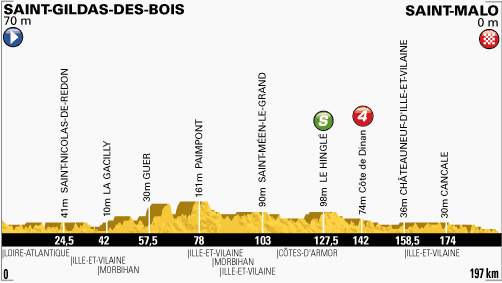 SAINT-GILDAS-DES-BOIS
70 m
SAINT-MALO
0 m
41m SAINT-NICOLAS-DE-REDON
10m LA GACILLY
30m GUER
161m PAIMPONT
90m SAINT-MÉEN-LE-GRAND
S
98m LE HINGLÉ
4
74m Côte de Dinan
36m CHÂTEAUNEUF-D'ILLE-ET-VILAINE
30m CANCALE
24,5
42
57,5
78
103
127,5
142
158,5
174
LOIRE-ATLANTIQUE
ILLE-ET-VILAINE
MORBIHAN
ILLE-ET-VILAINE
MORBIHAN
ILLE-ET-VILAINE
CÔTES-D'ARMOR
ILLE-ET-VILAINE
0
197 km